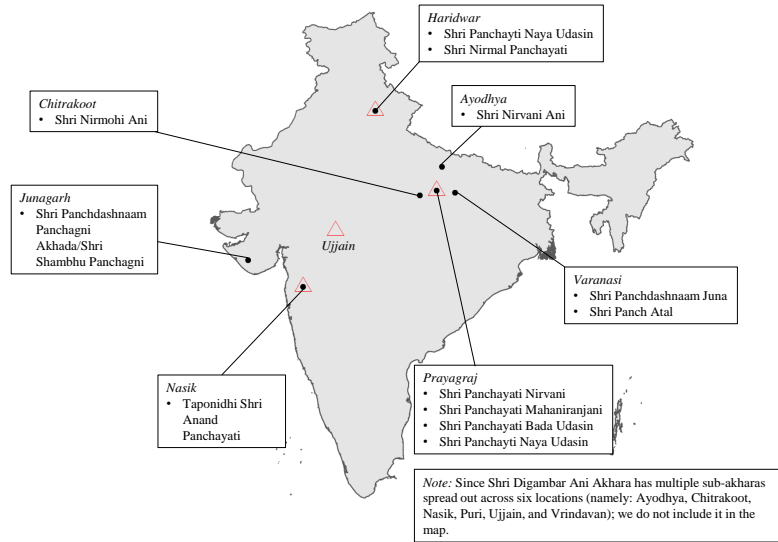 Haridwar
• Shri Panchayti Naya Udasin
• Shri Nirmal Panchayati
Chitrakoot
• Shri Nirmohi Ani
Ayodhya
• Shri Nirvani Ani
Junagarh
• Shri Panchdashnaam
Panchagni
Akhada/Shri
Shambhu Panchagni
Ujjain
Varanasi
• Shri Panchdashnaam Juna
• Shri Panch Atal
Nasik
• Taponidhi Shri
Anand
Panchayati
Prayagraj
• Shri Panchayati Nirvani
• Shri Panchayati Mahaniranjani
• Shri Panchayati Bada Udasin
• Shri Panchayti Naya Udasin
Note: Since Shri Digambar Ani Akhara has multiple sub-akharas
spread out across six locations (namely: Ayodhya, Chitrakoot,
Nasik, Puri, Ujjain, and Vrindavan); we do not include it in the
map.